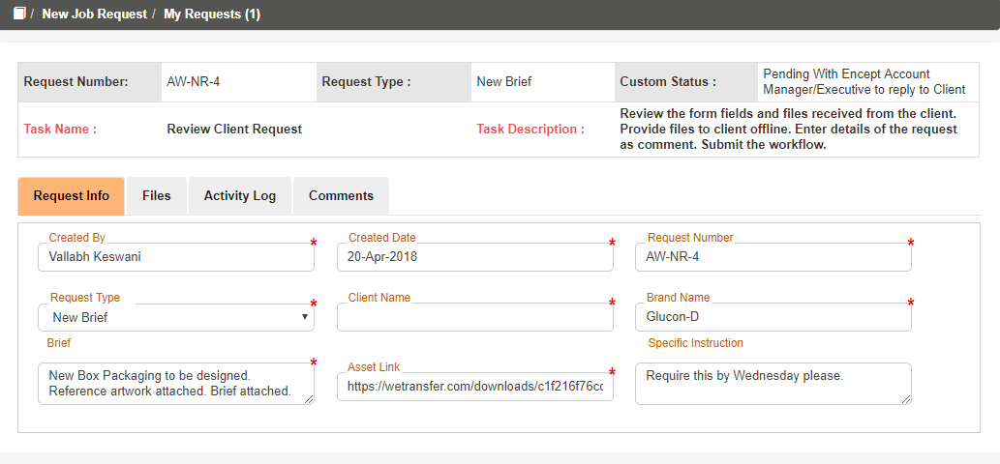 / New Job Request / My Requests (1)
Request Number: AW-NR-4 Request Type : New Brief Custom Status : Pending With Encept Account
Manager/Executive to reply to Client
Task Name : Review Client Request Task Description : Review the form fields and files received from the client.
Provide files to client offline. Enter details of the request
as comment. Submit the workflow.
Request Info Files Activity Log Comments
Created By * Created Date * Request Number *
Vallabh Keswani 20-Apr-2018 AW-NR-4
Request Type * Client Name * Brand Name *
New Brief Glucon-D
Brief Specific Instruction
* Asset Link *
New Box Packaging to be designed. https://wetransfer.com/downloads/c1f216f76cc Require this by Wednesday please.
Reference artwork attached. Brief attached.